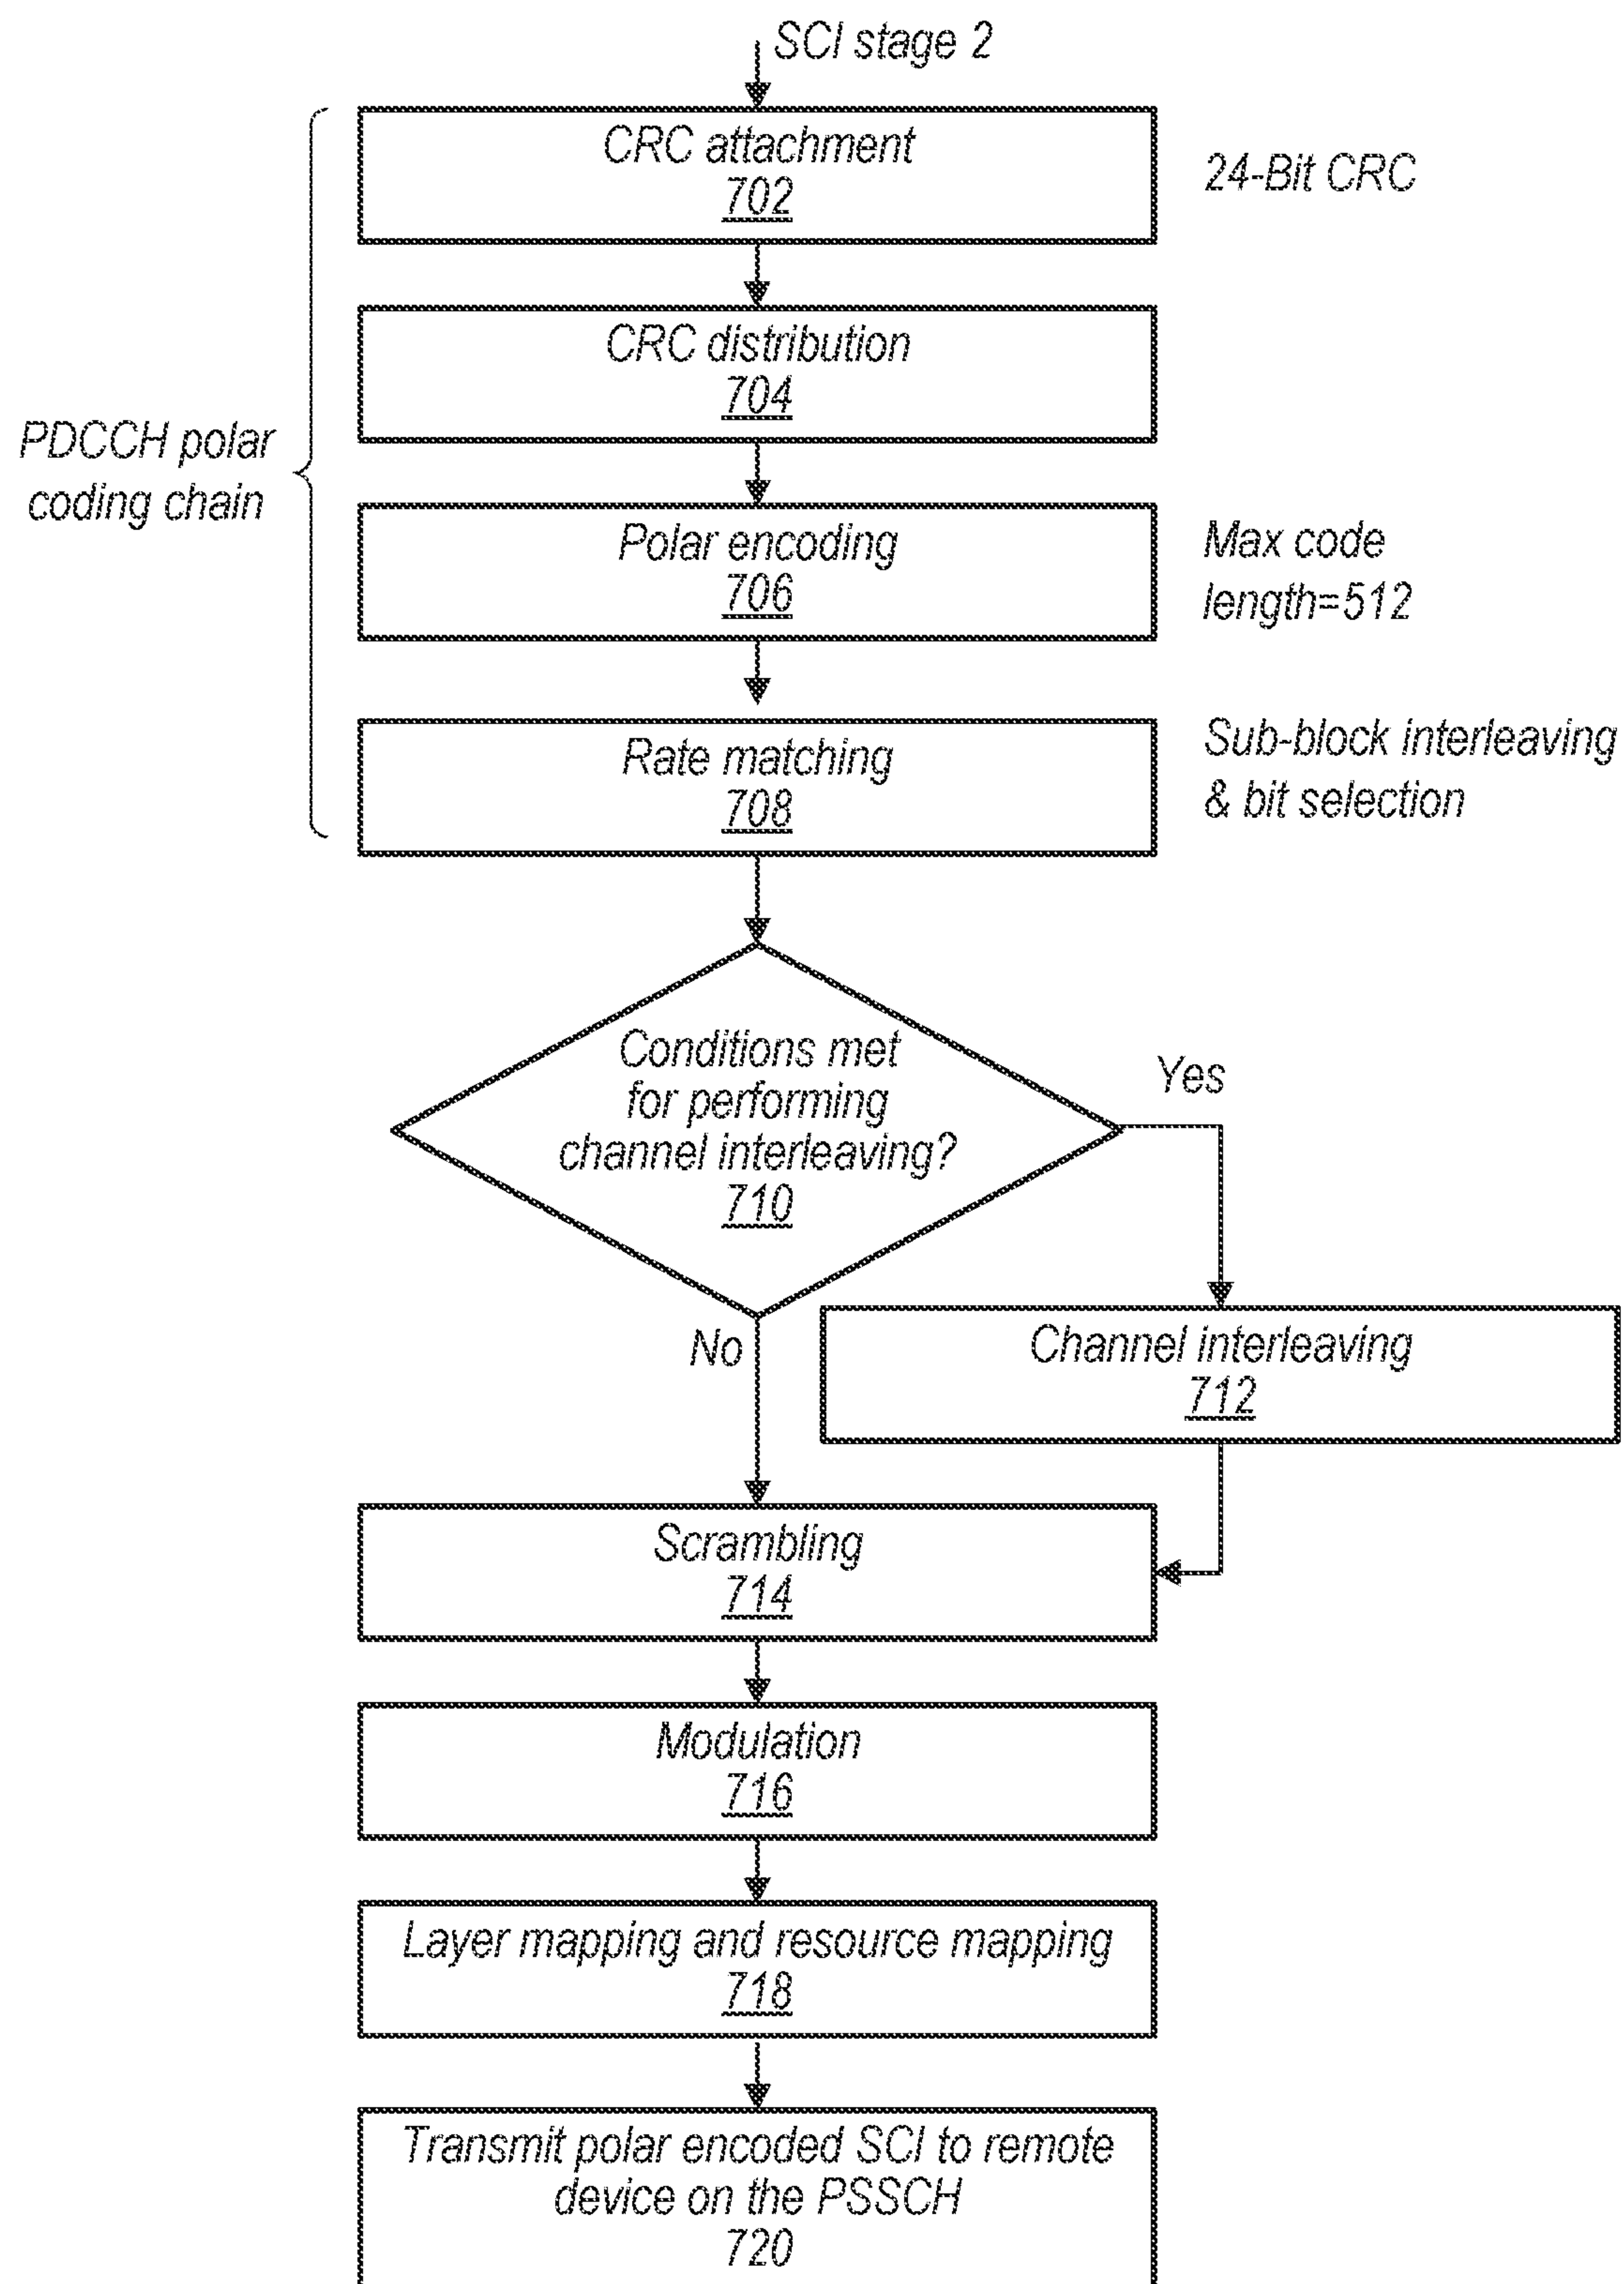 SCI stage 2
CRC attachment
702
24-Bit CRC
CRC distribution
704
PDCCH polar
coding chain
Polar encoding
706
Max code
length=512
Rate matching
708
Sub-block interleaving
& bit selection
Conditions met
for performing
channel interleaving?
710
Yes
No
Channel interleaving
712
Scrambling
714
Modulation
716
Layer mapping and resource mapping
718
Transmit polar encoded SCI to remote
device on the PSSCH
720